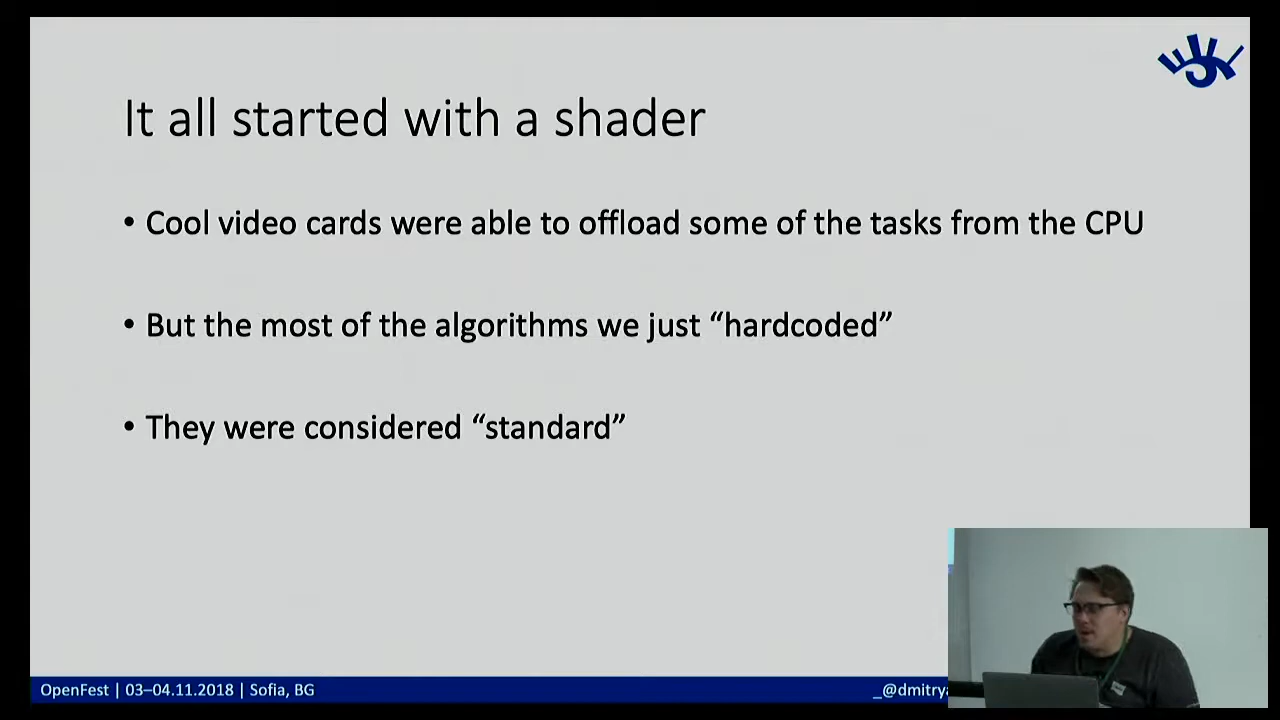 It all started with a shader
• Cool video cards were able to offload some of the tasks from the CPU
• But the most of the algorithms we just “hardcoded”
• They were considered “standard”
OpenFest | 03–04.11.2018 | Sofia, BG